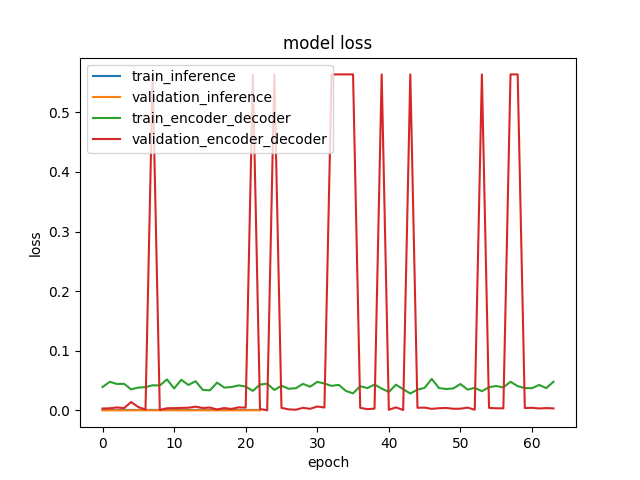 model loss
train_inference
validation_inference
train_encoder_decoder
validation_encoder_decoder
0.5
0.4
0.3
0.2
0.1
0.0
loss
0 10 20 30 40 50 60
epoch